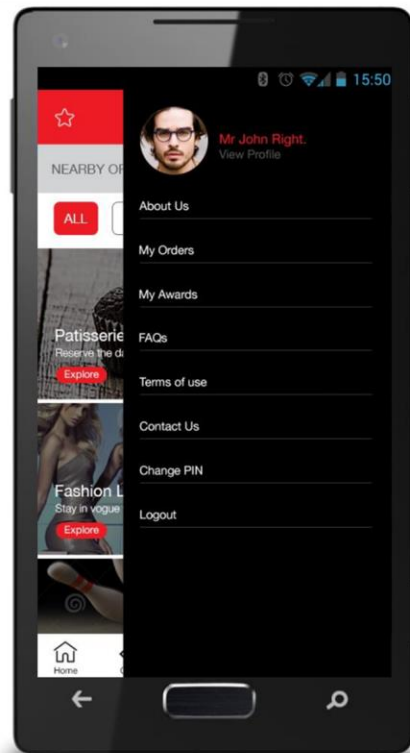 15:50
Mr John Right.
View Profile
NEARBY OF
ALL
About Us
My Orders
My Awards
FAQs
Terms of use
Contact Us
Change PIN
Logout
Patisserie
Reserve the da
Explore
Fashion L
Stay in vogue
Explore
Home